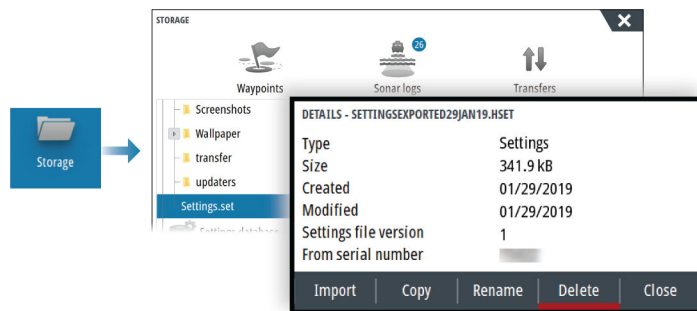 STORAGE
26
Waypoints Sonar logs Transfers
Storage
Screenshots
Wallpaper
transfer
updaters
Settings.set
Settings database
DETAILS - SETTINGSEXPORTED29JAN19.HSET
Type Settings
Size 341.9 kB
Created 01/29/2019
Modified 01/29/2019
Settings file version 1
From serial number
Import Copy Rename Delete Close